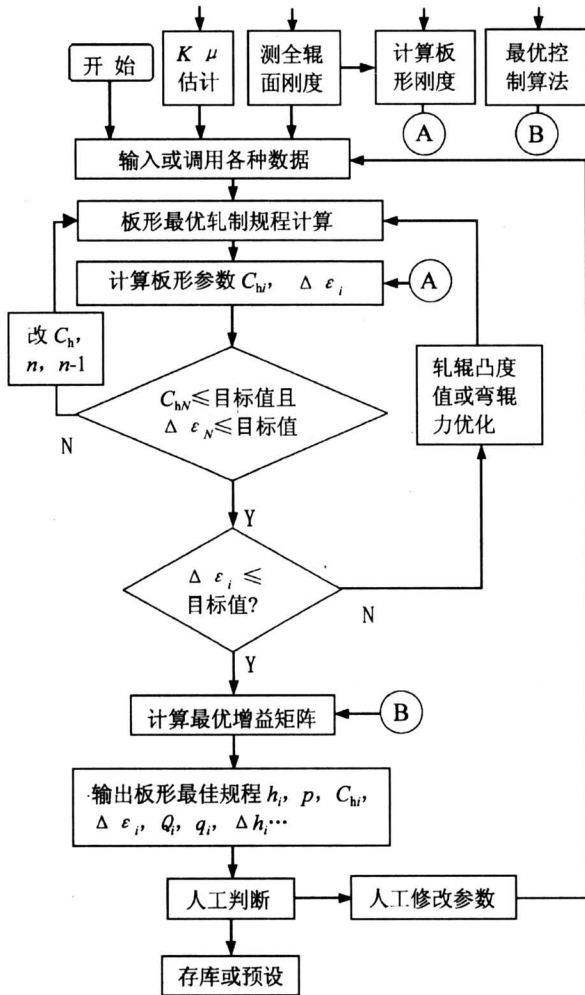 开 始
K μ
估计
测全辊
面刚度
计算板
形刚度
最优控
制算法
A
B
输入或调用各种数据
板形最优轧制规程计算
计算板形参数 Chi， Δ εi
A
改 Ch，
n，n-1
轧辊凸度
值或弯辊
力优化
ChN≤目标值且
Δ εN≤目标值
N
Y
Δ εi ≤
目标值?
N
Y
计算最优增益矩阵
B
输出板形最佳规程 hi，p，Chi，
Δ εi，Qi，qi，Δhi…
人工判断
人工修改参数
存库或预设